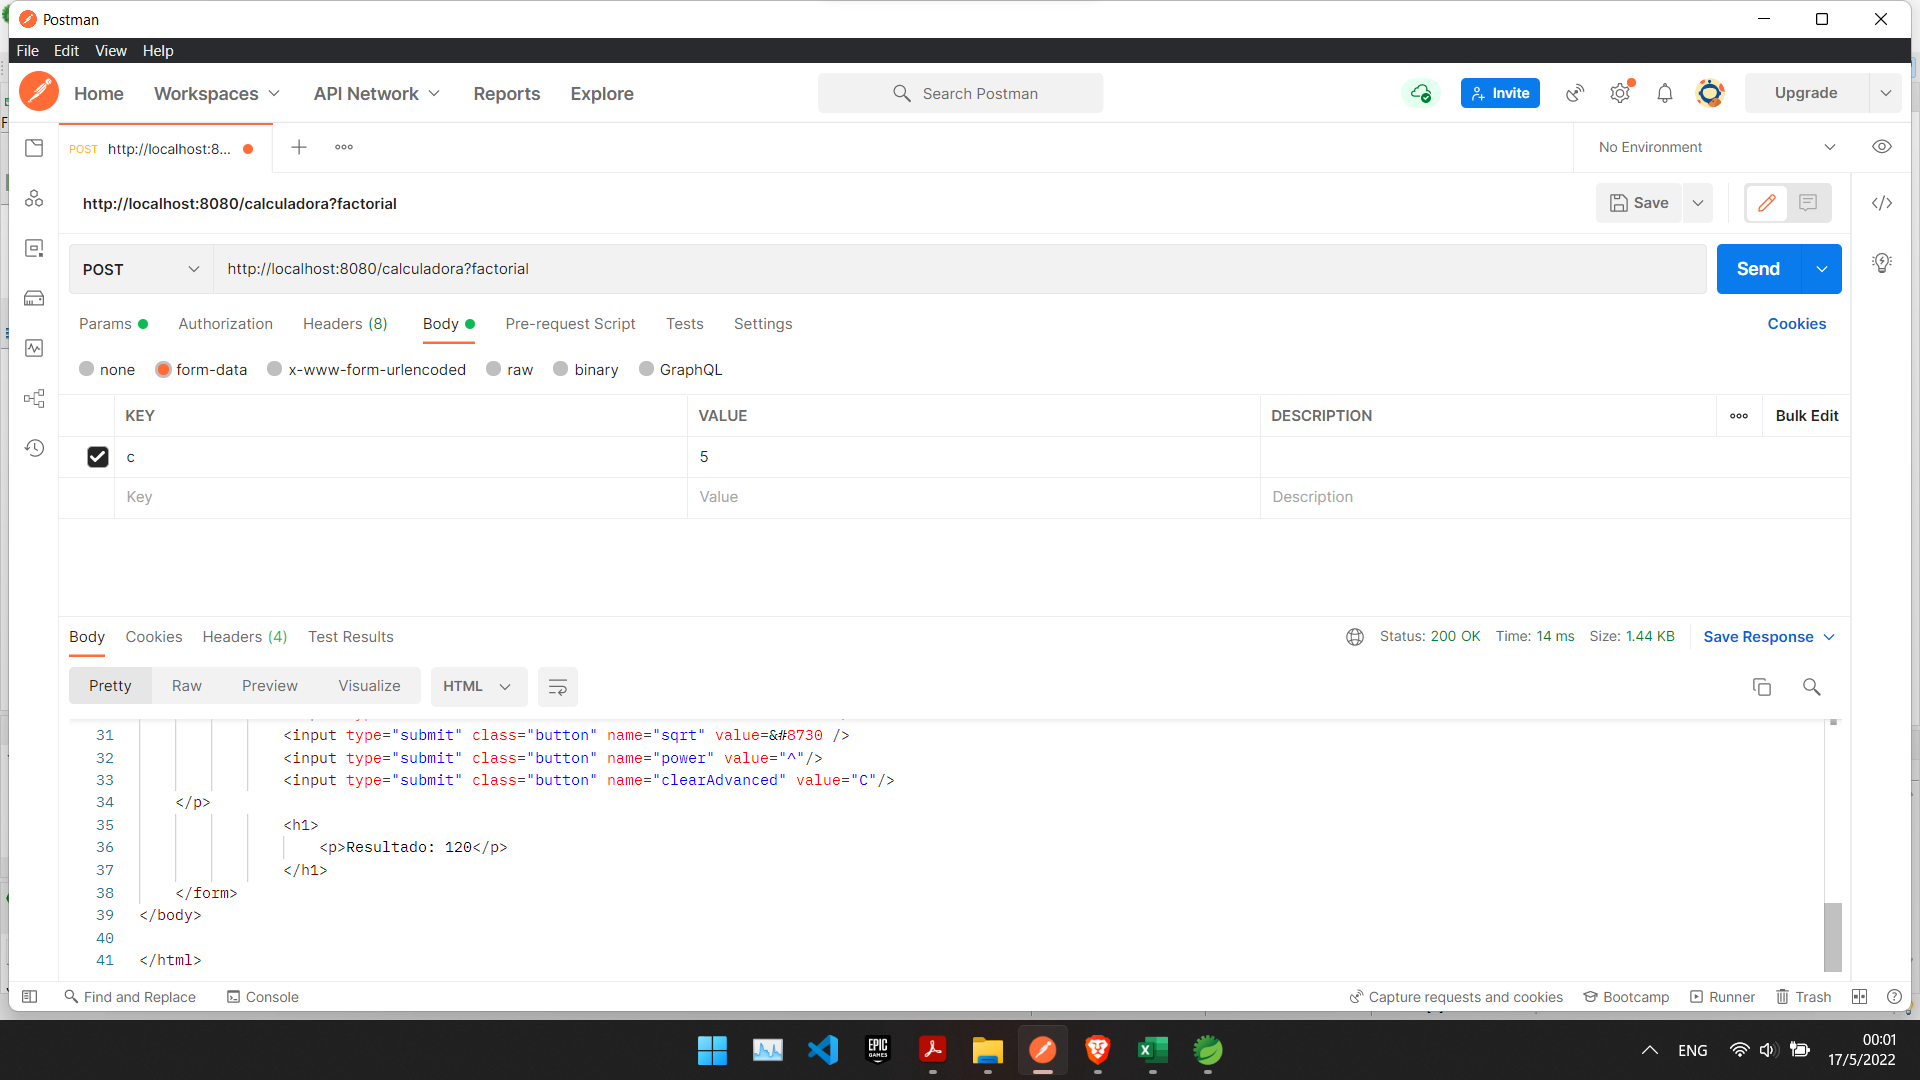 Postman
File Edit View Help
Home Workspaces API Network Reports Explore Search Postman Invite Upgrade
POST http://localhost:8... No Environment
http://localhost:8080/calculadora?factorial Save
POST http://localhost:8080/calculadora?factorial Send
Params Authorization Headers (8) Body Pre-request Script Tests Settings Cookies
none form-data x-www-form-urlencoded raw binary GraphQL
KEY VALUE DESCRIPTION Bulk Edit
c 5
Key Value Description
Body Cookies Headers (4) Test Results Status: 200 OK Time: 14 ms Size: 1.44 KB Save Response
Pretty Raw Preview Visualize HTML
31 <input type="submit" class="button" name="sqrt" value=&#8730 />
32 <input type="submit" class="button" name="power" value="^"/>
33 <input type="submit" class="button" name="clearAdvanced" value="C"/>
34 </p>
35 <h1>
36 <p>Resultado: 120</p>
37 </h1>
38 </form>
39 </body>
40
41 </html>
Find and Replace Console Capture requests and cookies Bootcamp Runner Trash
EPIC GAMES
ENG 00:01
17/5/2022